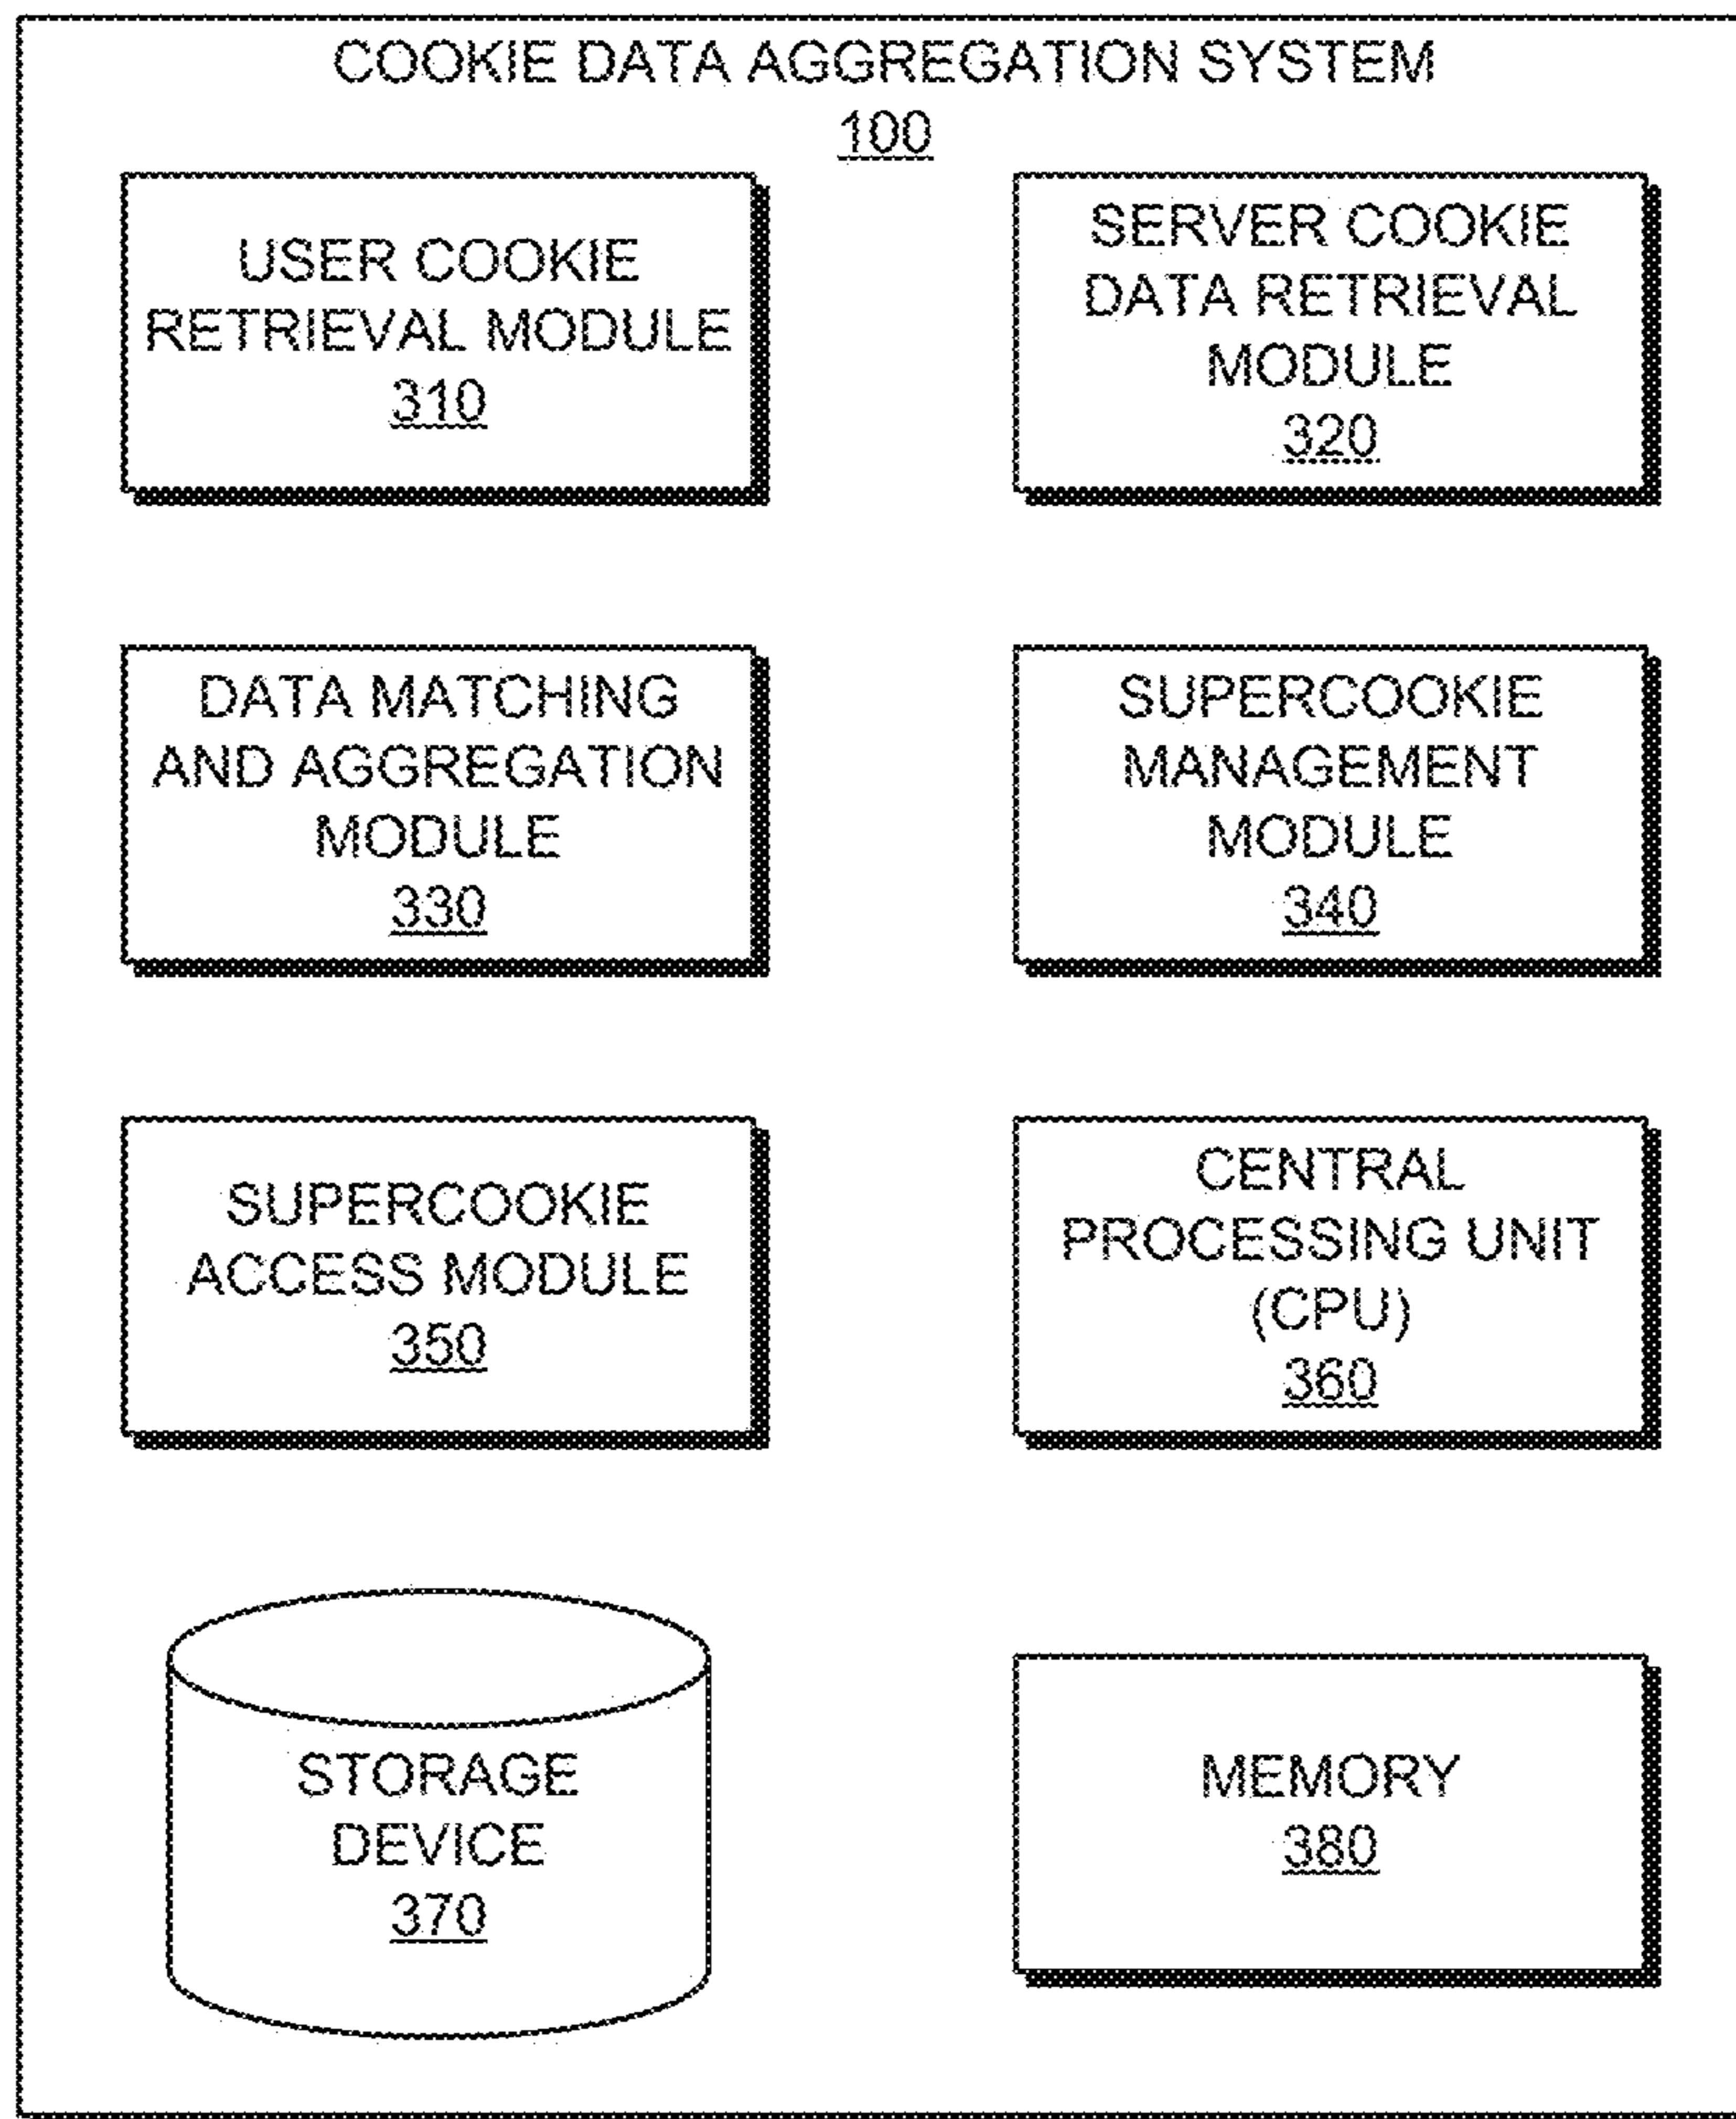 COOKIE DATA AGGREGATION SYSTEM
100
USER COOKIE
RETRIEVAL MODULE
310
SERVER COOKIE
DATA RETRIEVAL
MODULE
320
DATA MATCHING
AND AGGREGATION
MODULE
330
SUPERCOOKIE
MANAGEMENT
MODULE
340
SUPERCOOKIE
ACCESS MODULE
350
CENTRAL
PROCESSING UNIT
(CPU)
360
STORAGE
DEVICE
370
MEMORY
380